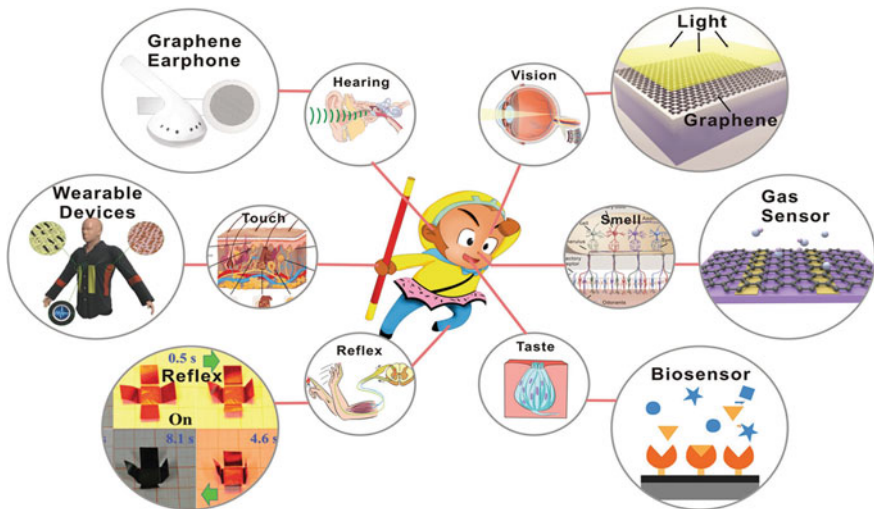 Graphene
Earphone
Hearing
Vision
Light
Graphene
Wearable
Devices
Touch
Smell
Odorants
Gas
Sensor
0.5 s
Reflex
On
8.1 s
4.6 s
Reflex
Taste
Biosensor